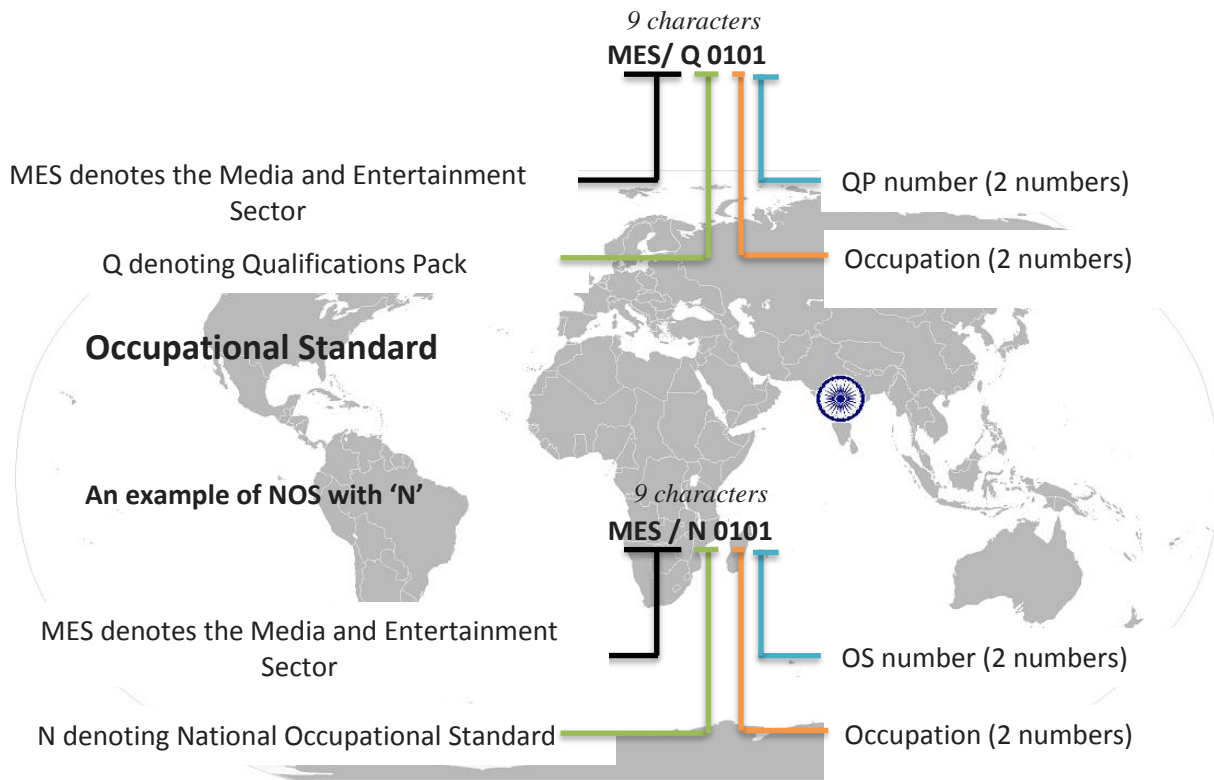 9 characters
MES/ Q 0101
MES denotes the Media and Entertainment
Sector
QP number (2 numbers)
Q denoting Qualifications Pack
Occupation (2 numbers)
Occupational Standard
An example of NOS with ‘N’
9 characters
MES / N 0101
MES denotes the Media and Entertainment
Sector
OS number (2 numbers)
N denoting National Occupational Standard
Occupation (2 numbers)